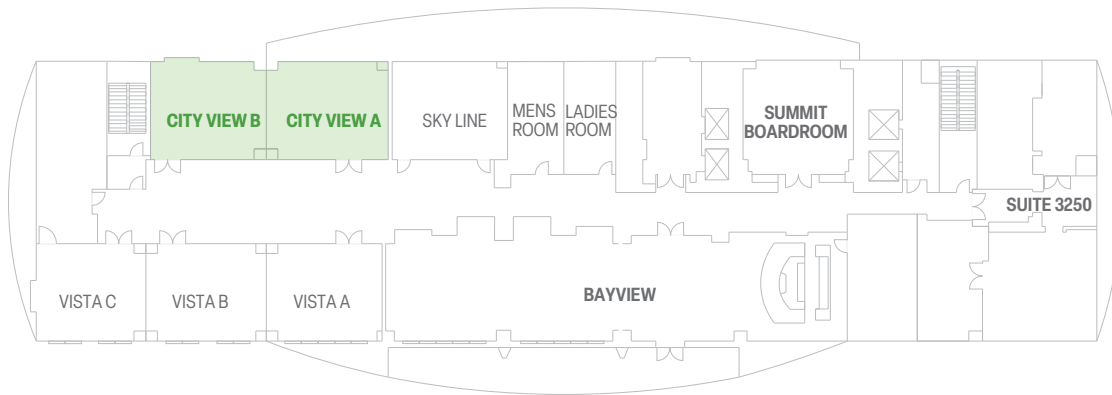 CITY VIEW B
CITY VIEW A
SKY LINE
MENS
ROOM
LADIES
ROOM
SUMMIT
BOARDROOM
SUITE 3250
VISTA C
VISTA B
VISTA A
BAYVIEW